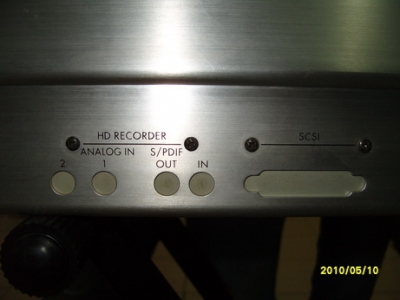 HD RECORDER
ANALOG IN S/PDIF
2 1 OUT IN
SCSI
2010/05/10